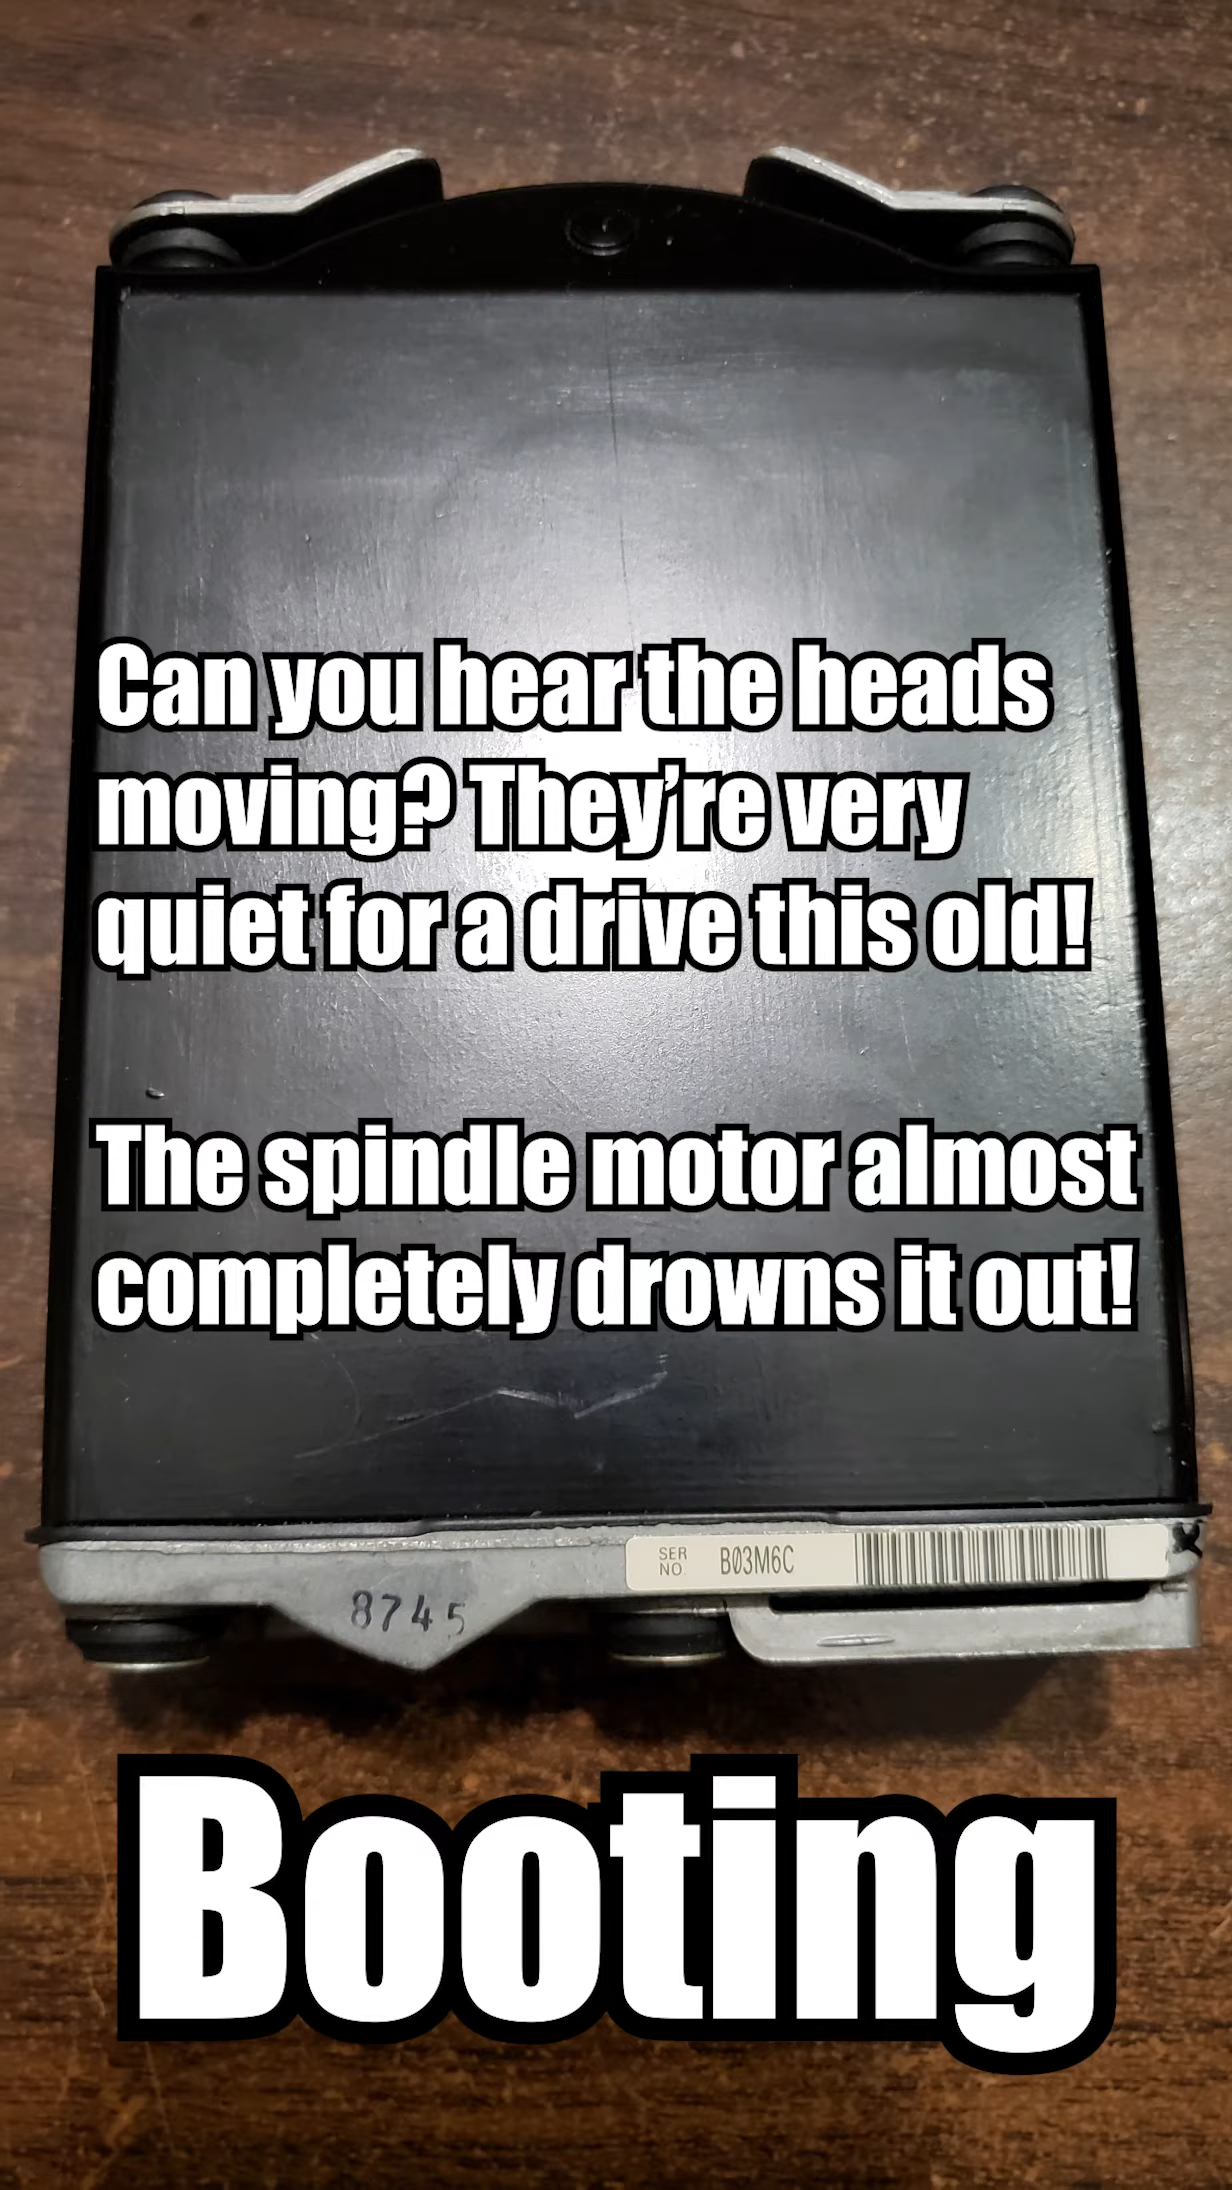 Can you hear the heads
moving? They’re very
quiet for a drive this old!
The spindle motor almost
completely drowns it out!
SER
NO.
B03M6C
8745
Booting